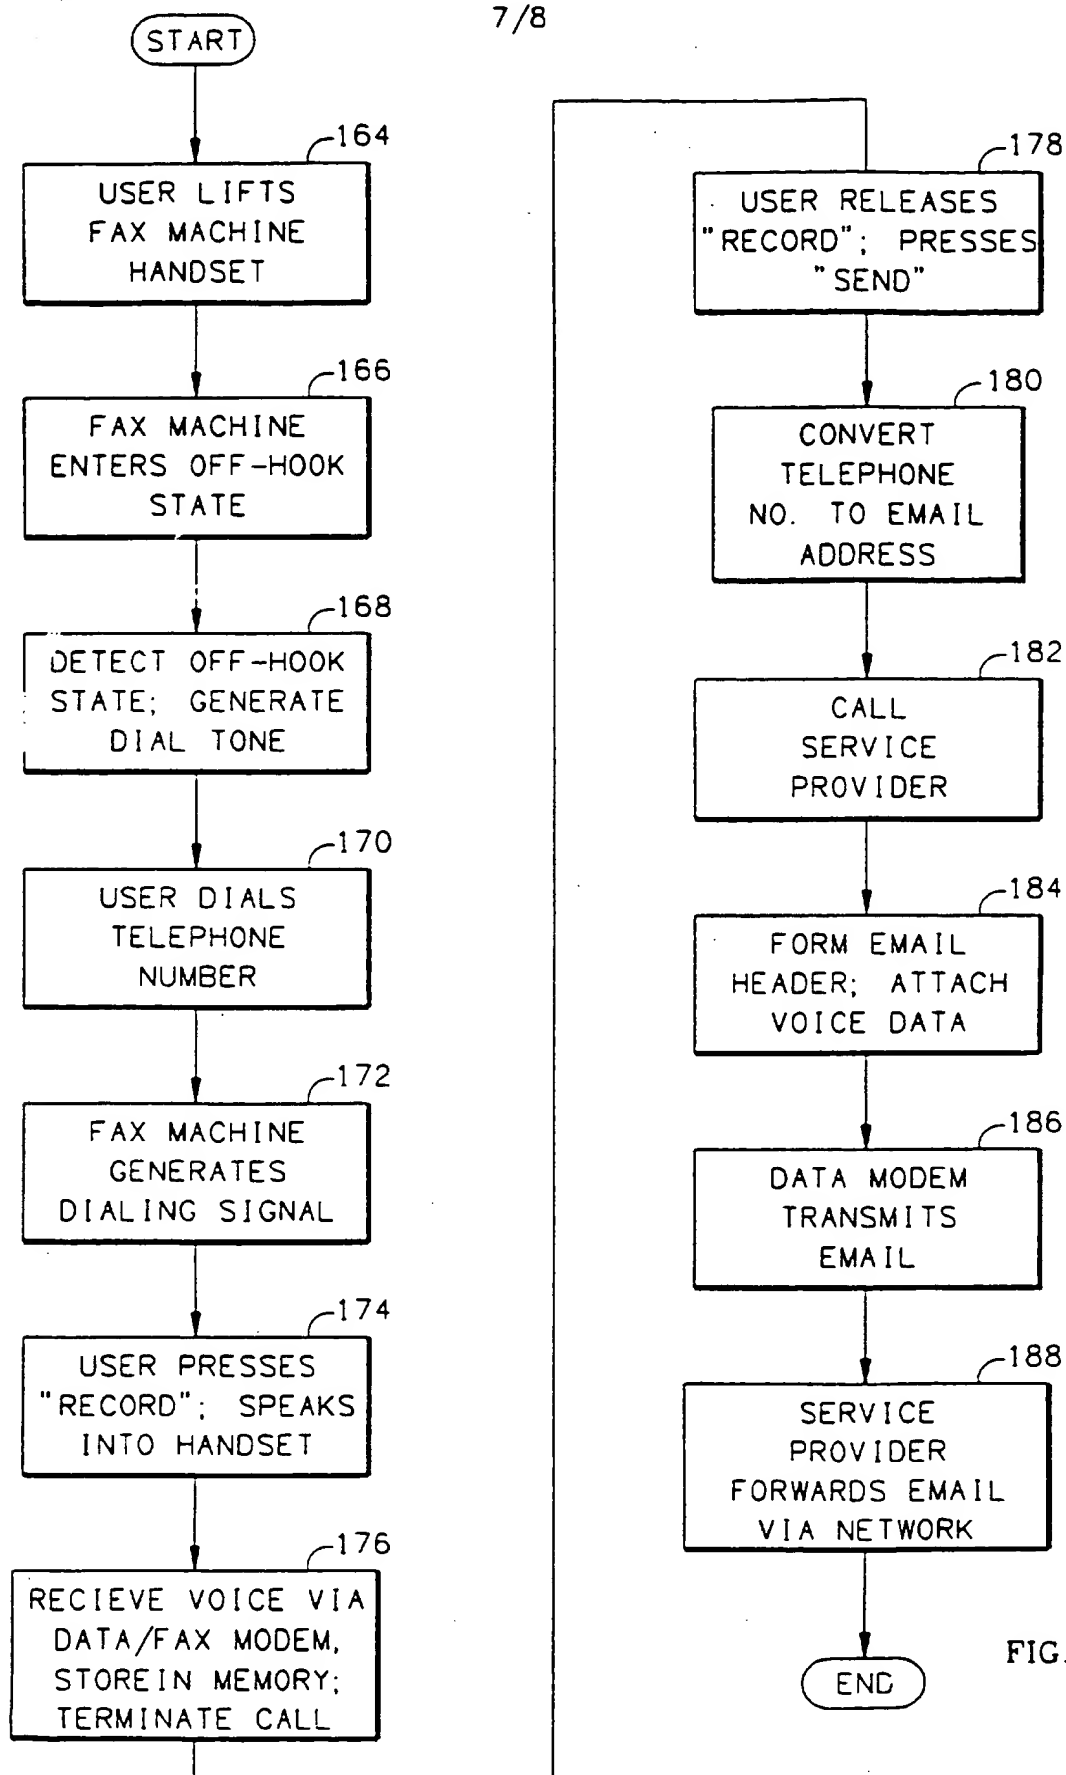 7/8
START
164
USER LIFTS
FAX MACHINE
HANDSET
166
FAX MACHINE
ENTERS OFF-HOOK
STATE
168
DETECT OFF-HOOK
STATE; GENERATE
DIAL TONE
170
USER DIALS
TELEPHONE
NUMBER
172
FAX MACHINE
GENERATES
DIALING SIGNAL
174
USER PRESSES
"RECORD"; SPEAKS
INTO HANDSET
176
RECIEVE VOICE VIA
DATA/FAX MODEM,
STOREIN MEMORY;
TERMINATE CALL
178
USER RELEASES
"RECORD"; PRESSES
"SEND"
180
CONVERT
TELEPHONE
NO. TO EMAIL
ADDRESS
182
CALL
SERVICE
PROVIDER
184
FORM EMAIL
HEADER; ATTACH
VOICE DATA
186
DATA MODEM
TRANSMITS
EMAIL
188
SERVICE
PROVIDER
FORWARDS EMAIL
VIA NETWORK
END
FIG.